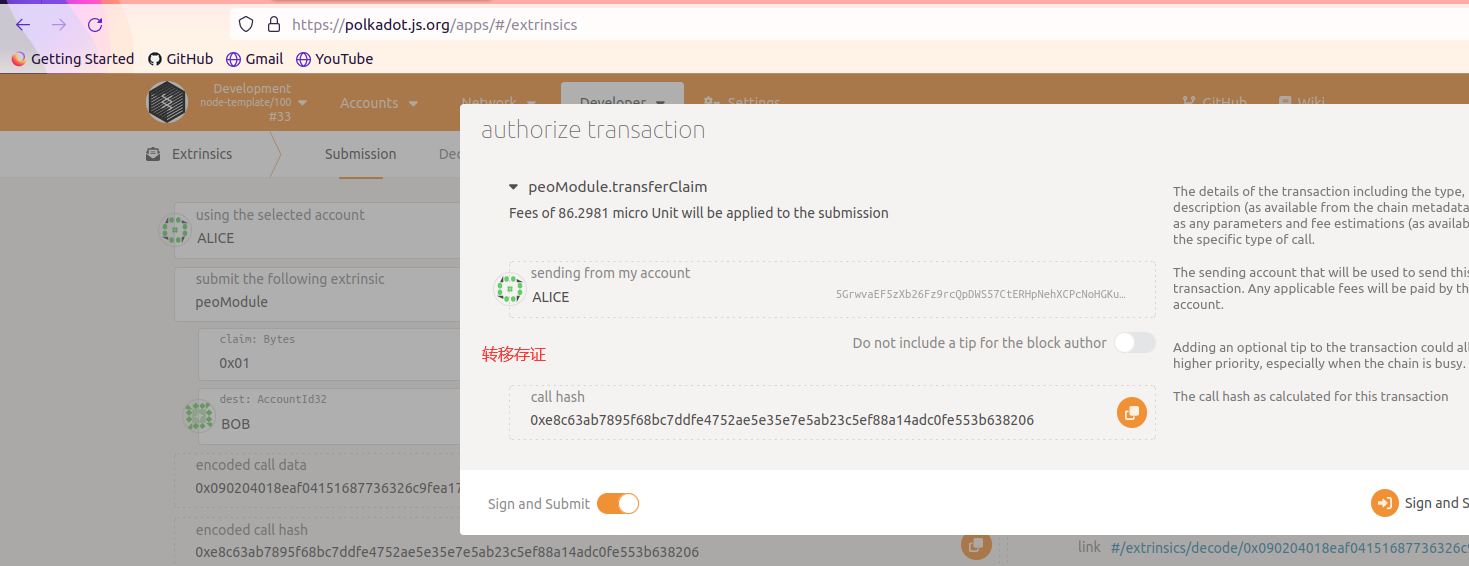 https://polkadot.js.org/apps/#/extrinsics
Getting Started GitHub Gmail YouTube
Development
node-template/100
#33
Accounts Network Developer Settings GitHub Wiki
Extrinsics Submission
using the selected account
ALICE
submit the following extrinsic
peoModule
claim: Bytes
0x01
dest: AccountId32
BOB
encoded call data
0x090204018eaf04151687736326c9fea17
encoded call hash
0xe8c63ab7895f68bc7ddfe4752ae5e35e7e5ab23c5ef88a14adc0fe553b638206
authorize transaction
peoModule.transferClaim
Fees of 86.2981 micro Unit will be applied to the submission
sending from my account
ALICE
5GrwvaEF5zXb26Fz9rcQpDWS57CtERHpNehXCPcNoHGKu…
转移存证
Do not include a tip for the block author
call hash
0xe8c63ab7895f68bc7ddfe4752ae5e35e7e5ab23c5ef88a14adc0fe553b638206
Sign and Submit
The details of the transaction including the type,
description (as available from the chain metadata
as any parameters and fee estimations (as availab
the specific type of call.
The sending account that will be used to send this
transaction. Any applicable fees will be paid by th
account.
Adding an optional tip to the transaction could all
higher priority, especially when the chain is busy.
The call hash as calculated for this transaction
Sign and S
link #/extrinsics/decode/0x090204018eaf04151687736326c9